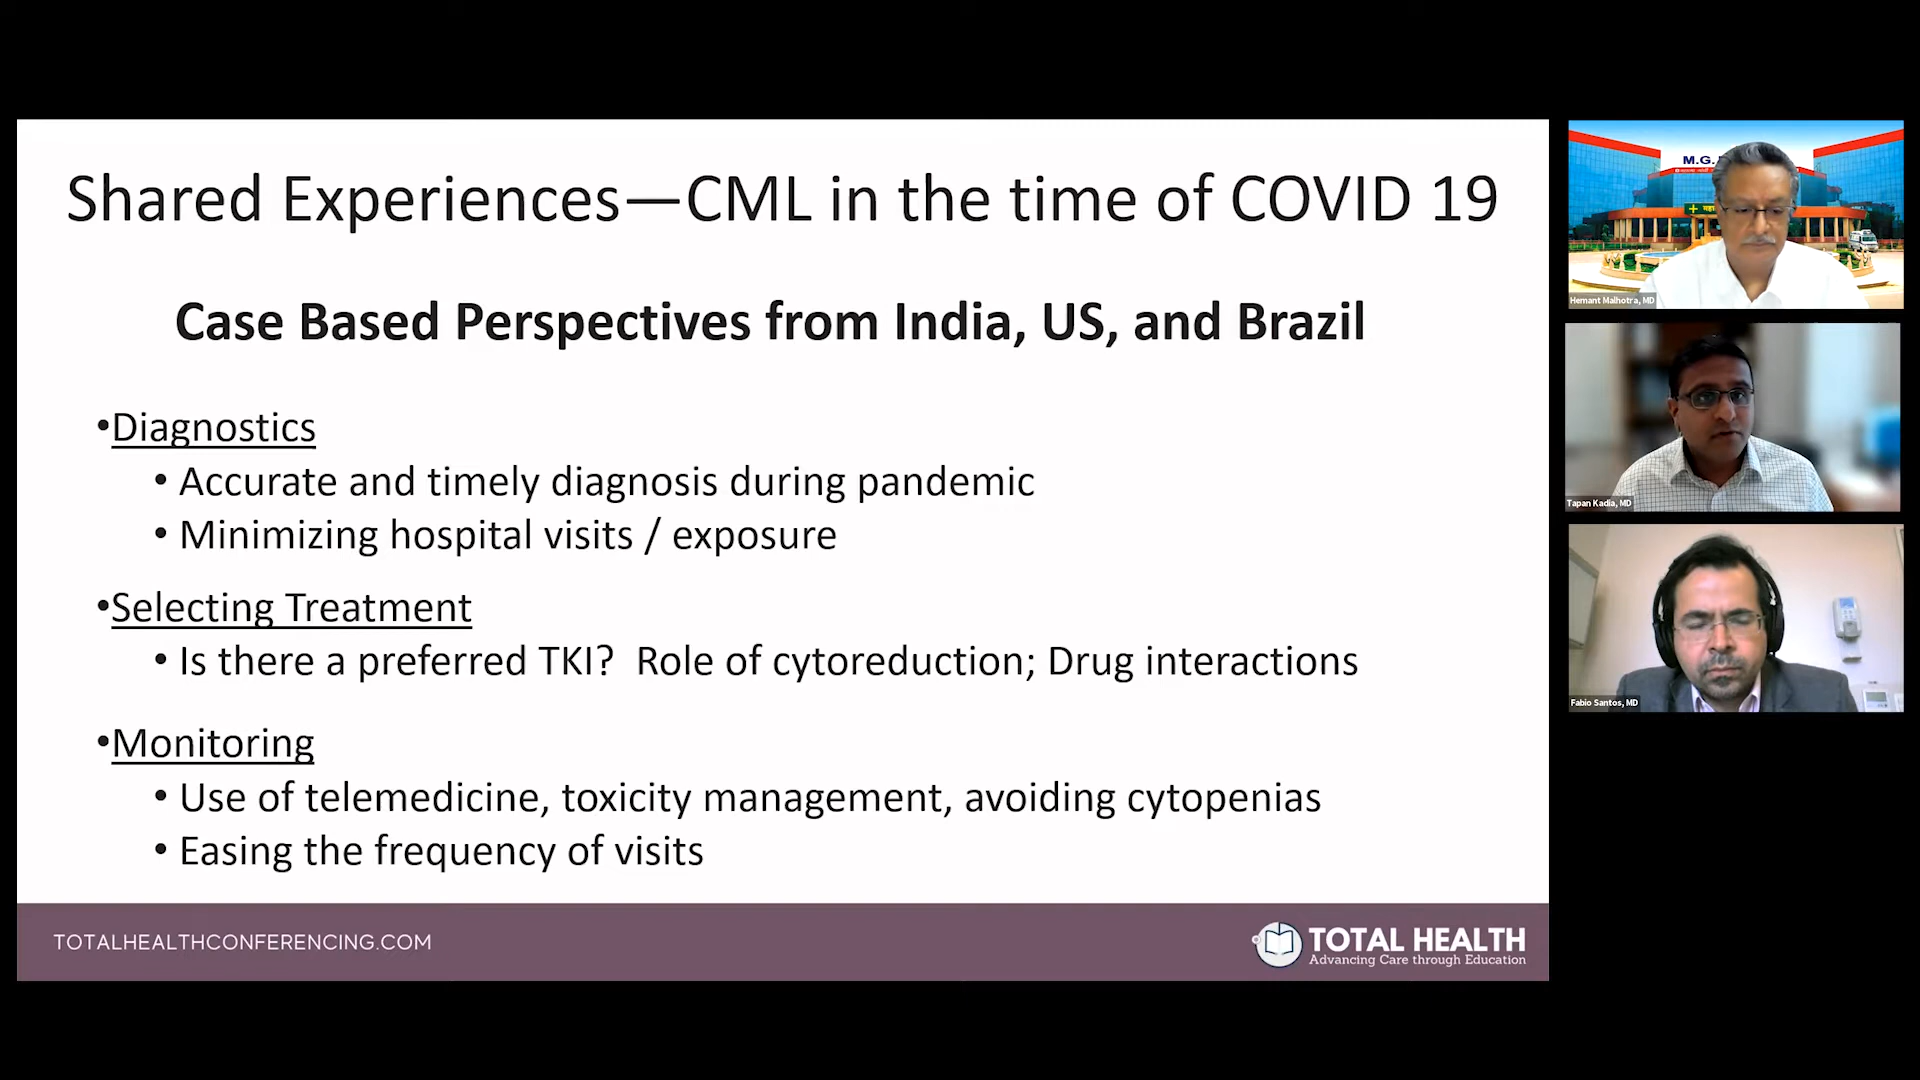 Shared Experiences—CML in the time of COVID 19
Case Based Perspectives from India, US, and Brazil
•Diagnostics
• Accurate and timely diagnosis during pandemic
• Minimizing hospital visits / exposure
•Selecting Treatment
• Is there a preferred TKI? Role of cytoreduction; Drug interactions
•Monitoring
• Use of telemedicine, toxicity management, avoiding cytopenias
• Easing the frequency of visits
TOTALHEALTHCONFERENCING.COM
TOTAL HEALTH
Advancing Care through Education
M.G.
Hemant Malhotra, MD
Tapan Kadia, MD
Fabio Santos, MD